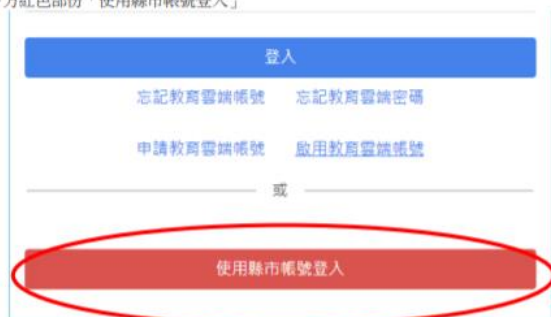 方紅色部份「使用縣市帳號登入」
登入
忘記教育雲端帳號 忘記教育雲端密碼
申請教育雲端帳號 啟用教育雲端帳號
或
使用縣市帳號登入